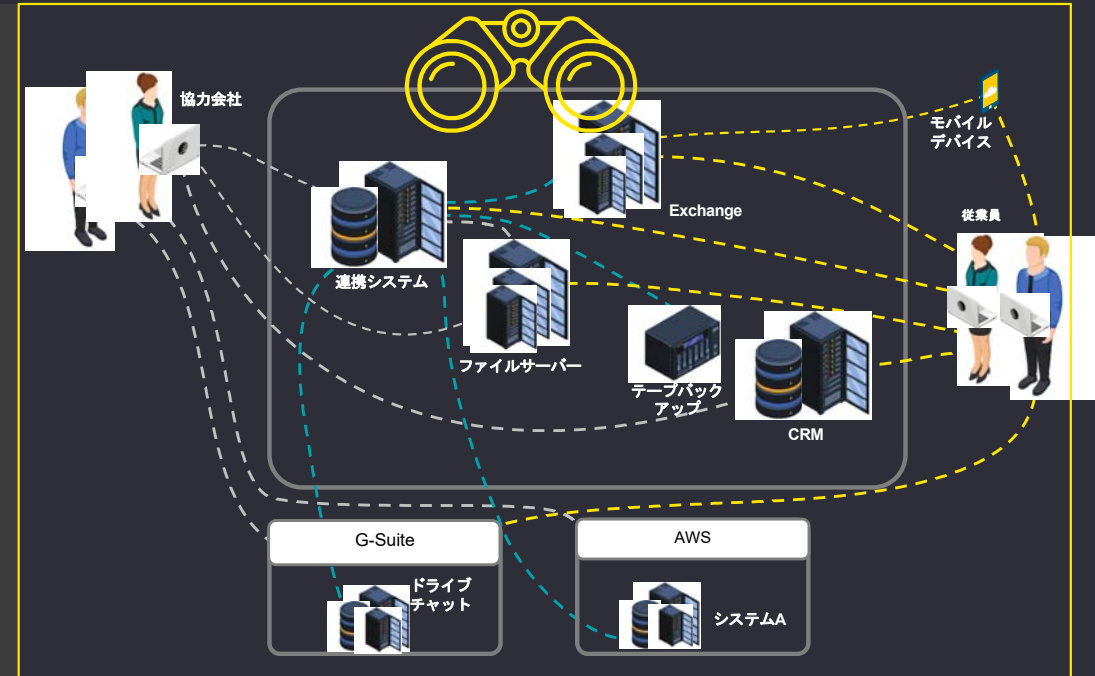 協力会社
モバイル
デバイス
従業員
Exchange
連携システム
ファイルサーバー
テープバック
アップ
CRM
G-Suite
AWS
ドライブ
チャット
システムA